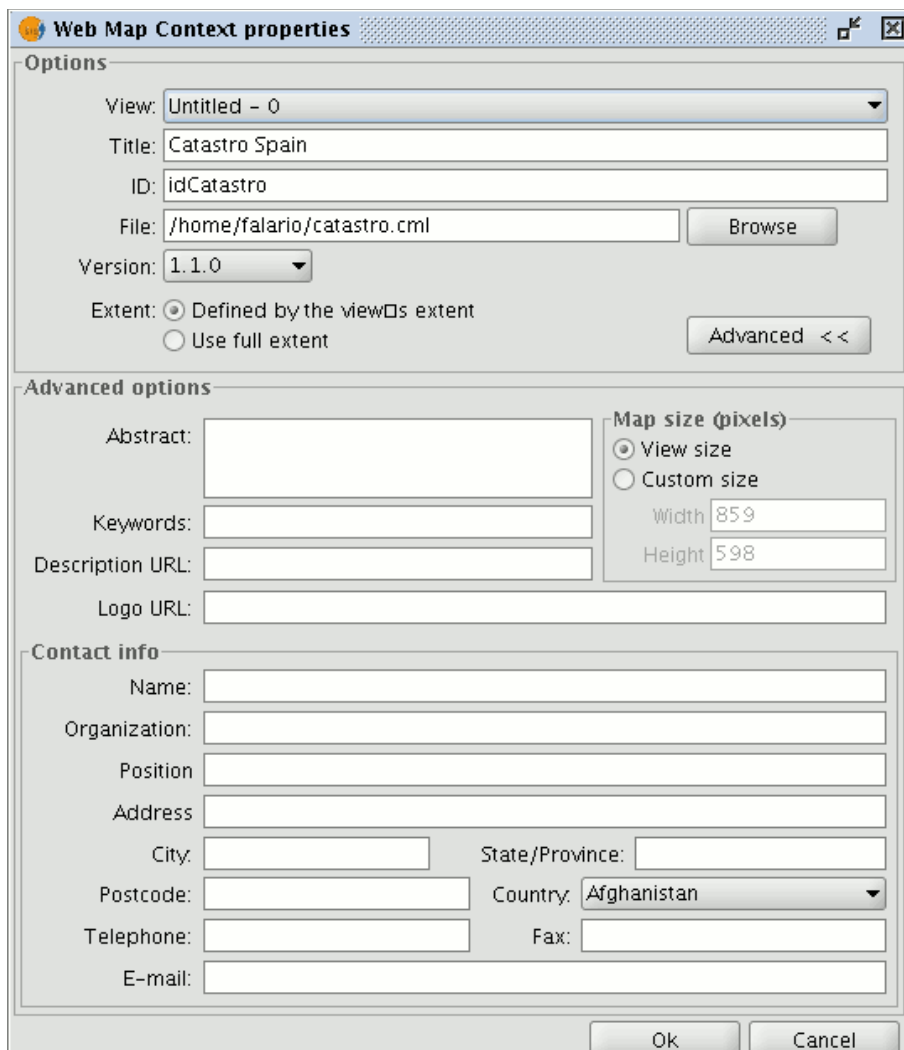 Web Map Context properties
Options
View: Untitled - 0
Title: Catastro Spain
ID: idCatastro
File: /home/falario/catastro.cml Browse
Version: 1.1.0
Extent: Defined by the view□s extent
Use full extent
Advanced <<
Advanced options
Abstract:
Map size (pixels)
View size
Custom size
Width 859
Height 598
Keywords:
Description URL:
Logo URL:
Contact info
Name:
Organization:
Position
Address
City: State/Province:
Postcode: Country: Afghanistan
Telephone: Fax:
E-mail:
Ok Cancel